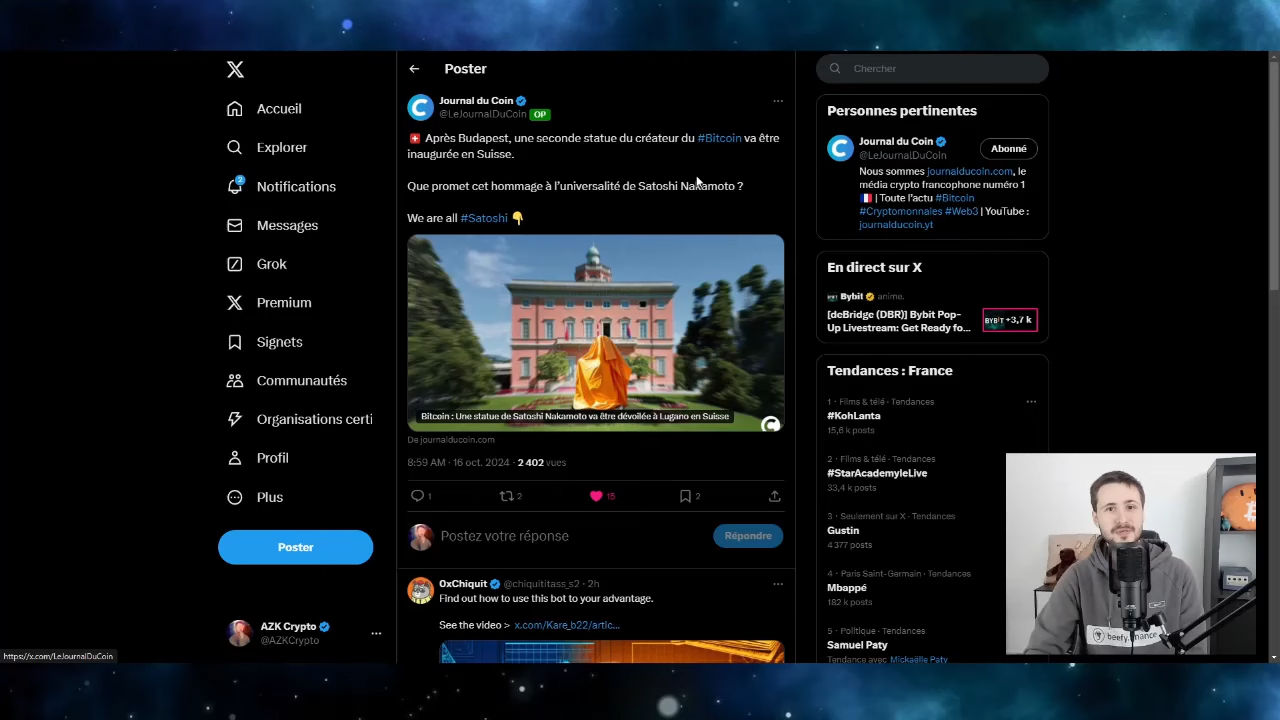 Accueil
Explorer
2
Notifications
Messages
Grok
Premium
Signets
Communautés
Organisations certi
Profil
Plus
Poster
AZK Crypto
@AZKCrypto
https://x.com/LeJournalDuCoin
Poster
Journal du Coin
@LeJournalDuCoin OP
Après Budapest, une seconde statue du créateur du #Bitcoin va être
inaugurée en Suisse.
Que promet cet hommage à l'universalité de Satoshi Nakamoto ?
We are all #Satoshi
Bitcoin : Une statue de Satoshi Nakamoto va être dévoilée à Lugano en Suisse
De journalducoin.com
8:59 AM · 16 oct. 2024 · 2 402 vues
1 2 15 2
Postez votre réponse
Répondre
0xChiquit @chiquititass_s2 · 2h
Find out how to use this bot to your advantage.
See the video > x.com/Kare_b22/artic...
Chercher
Personnes pertinentes
Journal du Coin
@LeJournalDuCoin
Abonné
Nous sommes journalducoin.com, le
média crypto francophone numéro 1
| Toute l'actu #Bitcoin
#Cryptomonnales #Web3 | YouTube :
journalducoin.yt
En direct sur X
Bybit anime.
[deBridge (DBR)] Bybit Pop-
Up Livestream: Get Ready fo...
BYBIT +3,7 k
Tendances : France
1 · Films & télé · Tendances
#KohLanta
15,6 k posts
2 · Films & télé · Tendances
#StarAcademyleLive
33,4 k posts
3 · Seulement sur X · Tendances
Gustin
4 377 posts
4 · Paris Saint-Germain · Tendances
Mbappé
182 k posts
5 · Politique · Tendances
Samuel Paty
Tendance avec Mickaëlle Paty
beefy.finance